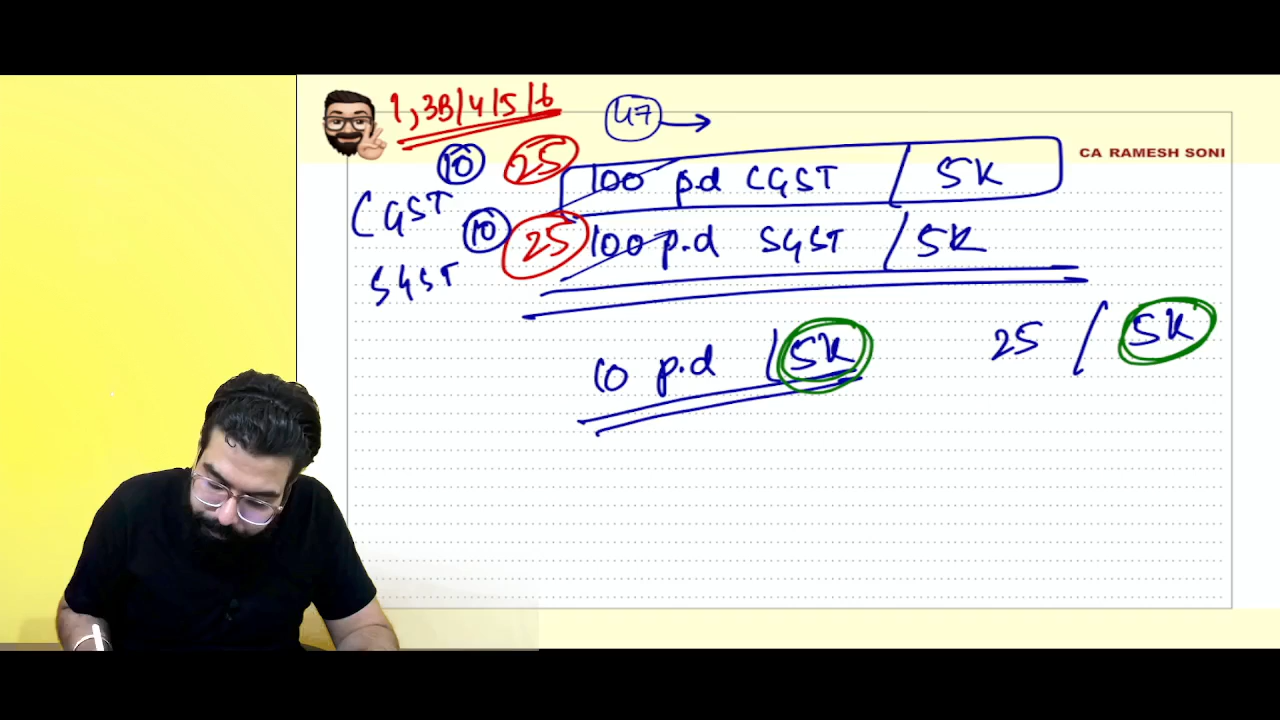 1, 3B/4/5/6
47 →
CA RAMESH SONI
10 25 100 p.d CGST / 5K
CGST
10 25 100 p.d SGST / 5K
SGST
10 p.d / 5K 25 / 5K